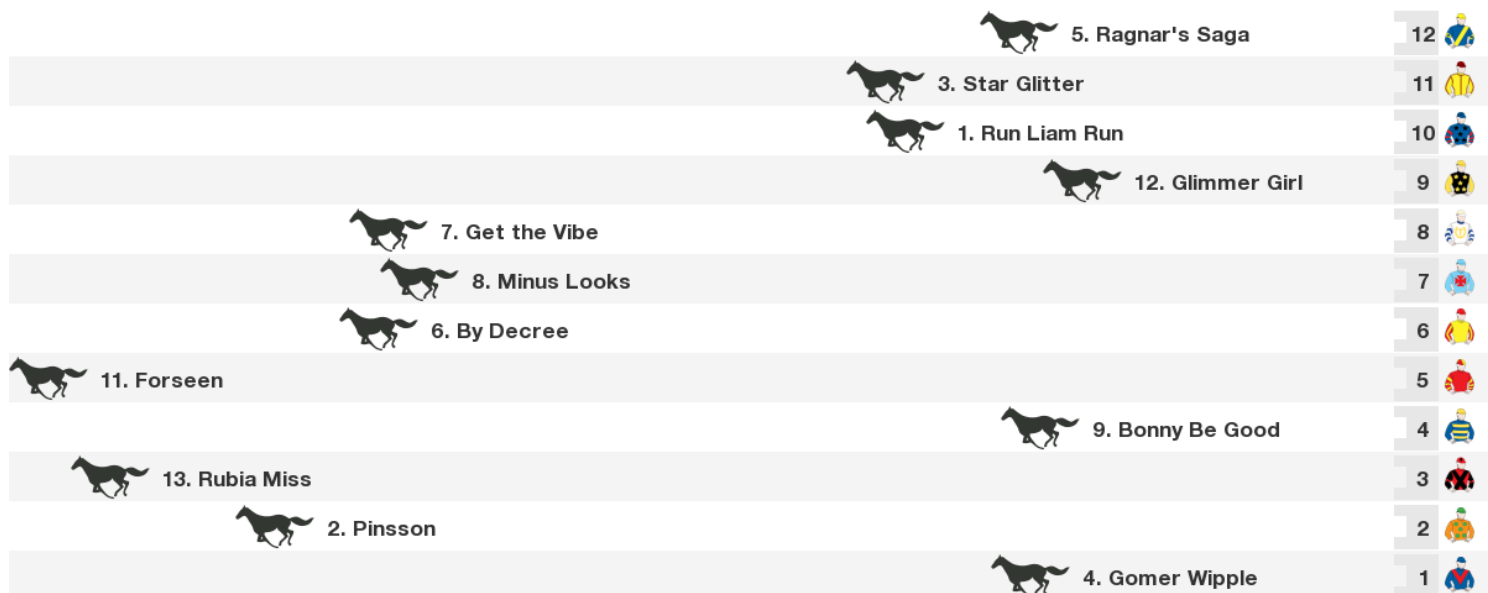 5. Ragnar's Saga 12
3. Star Glitter 11
1. Run Liam Run 10
12. Glimmer Girl 9
7. Get the Vibe 8
8. Minus Looks 7
6. By Decree 6
11. Forseen 5
9. Bonny Be Good 4
13. Rubia Miss 3
2. Pinsson 2
4. Gomer Wipple 1